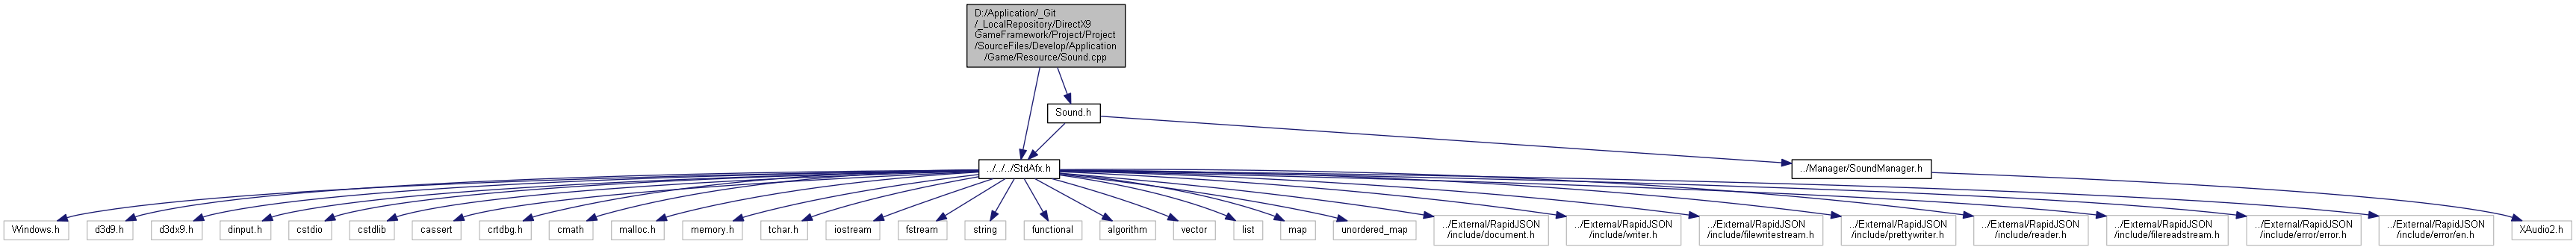 D:/Application/_Git
/_LocalRepository/DirectX9
GameFramework/Project/Project
/SourceFiles/Develop/Application
/Game/Resource/Sound.cpp
Sound.h
../../../StdAfx.h
../Manager/SoundManager.h
Windows.h
d3d9.h
d3dx9.h
dinput.h
cstdio
cstdlib
cassert
crtdbg.h
cmath
malloc.h
memory.h
tchar.h
iostream
fstream
string
functional
algorithm
vector
list
map
unordered_map
../External/RapidJSON
/include/document.h
../External/RapidJSON
/include/writer.h
../External/RapidJSON
/include/filewritestream.h
../External/RapidJSON
/include/prettywriter.h
../External/RapidJSON
/include/reader.h
../External/RapidJSON
/include/filereadstream.h
../External/RapidJSON
/include/error/error.h
../External/RapidJSON
/include/error/en.h
XAudio2.h